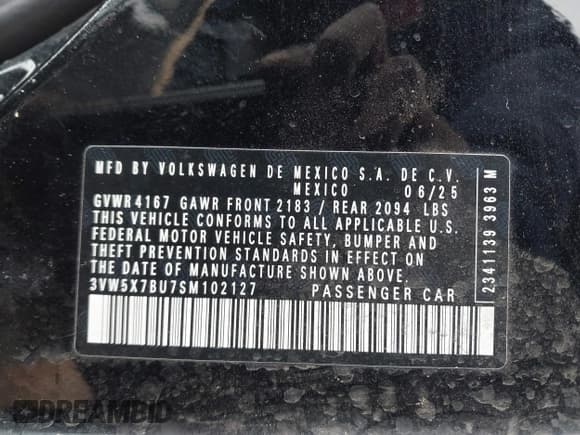 MFD BY VOLKSWAGEN DE MEXICO S.A. DE C.V.
MEXICO 06/25
GVWR 4167 GAWR FRONT 2183 / REAR 2094 LBS
THIS VEHICLE CONFORMS TO ALL APPLICABLE U.S.
FEDERAL MOTOR VEHICLE SAFETY, BUMPER AND
THEFT PREVENTION STANDARDS IN EFFECT ON
THE DATE OF MANUFACTURE SHOWN ABOVE.
3VW5X7BU7SM102127 PASSENGER CAR
2341139 3963 M
DREAMBID